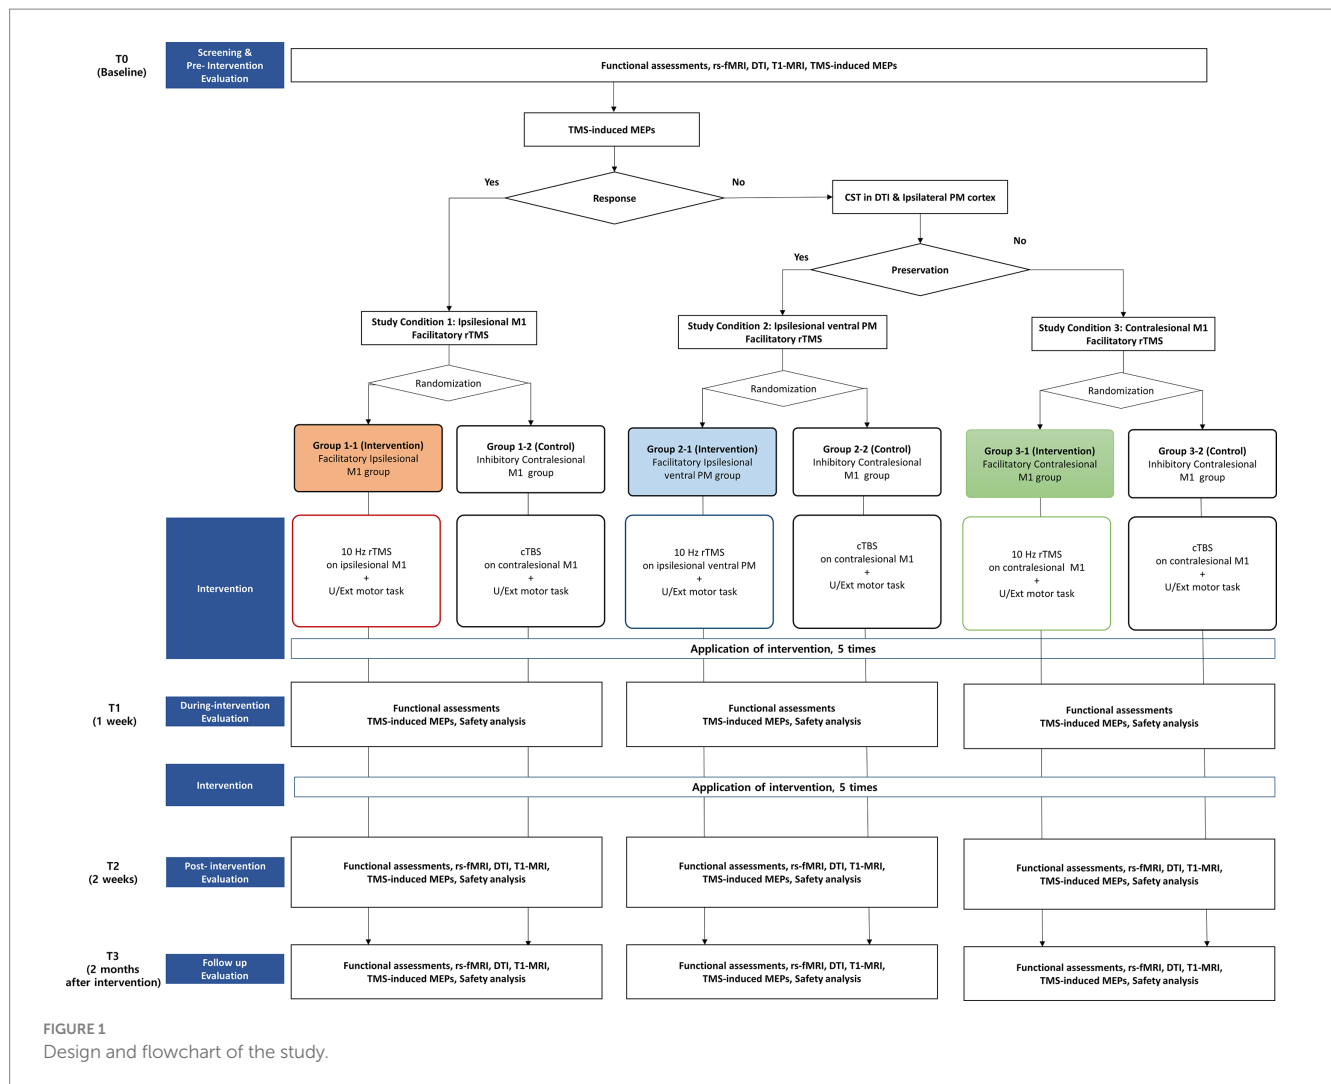 T0
(Baseline)
Screening &
Pre- Intervention
Evaluation
Functional assessments, rs-fMRI, DTI, T1-MRI, TMS-induced MEPs
TMS-induced MEPs
Yes
Response
No
CST in DTI & Ipsilateral PM cortex
Yes
Preservation
No
Study Condition 1: Ipsilesional M1
Facilitatory rTMS
Study Condition 2: Ipsilesional ventral PM
Facilitatory rTMS
Study Condition 3: Contralesional M1
Facilitatory rTMS
Randomization
Randomization
Randomization
Group 1-1 (Intervention)
Facilitatory Ipsilesional
M1 group
Group 1-2 (Control)
Inhibitory Contralesional
M1 group
Group 2-1 (Intervention)
Facilitatory Ipsilesional
ventral PM group
Group 2-2 (Control)
Inhibitory Contralesional
M1 group
Group 3-1 (Intervention)
Facilitatory Contralesional
M1 group
Group 3-2 (Control)
Inhibitory Contralesional
M1 group
Intervention
10 Hz rTMS
on ipsilesional M1
+
U/Ext motor task
cTBS
on contralesional M1
+
U/Ext motor task
10 Hz rTMS
on ipsilesional ventral PM
+
U/Ext motor task
cTBS
on contralesional M1
+
U/Ext motor task
10 Hz rTMS
on contralesional M1
+
U/Ext motor task
cTBS
on contralesional M1
+
U/Ext motor task
Application of intervention, 5 times
T1
(1 week)
During-intervention
Evaluation
Functional assessments
TMS-induced MEPs, Safety analysis
Functional assessments
TMS-induced MEPs, Safety analysis
Functional assessments
TMS-induced MEPs, Safety analysis
Intervention
Application of intervention, 5 times
T2
(2 weeks)
Post- intervention
Evaluation
Functional assessments, rs-fMRI, DTI, T1-MRI,
TMS-induced MEPs, Safety analysis
Functional assessments, rs-fMRI, DTI, T1-MRI,
TMS-induced MEPs, Safety analysis
Functional assessments, rs-fMRI, DTI, T1-MRI,
TMS-induced MEPs, Safety analysis
T3
(2 months
after intervention)
Follow up
Evaluation
Functional assessments, rs-fMRI, DTI, T1-MRI,
TMS-induced MEPs, Safety analysis
Functional assessments, rs-fMRI, DTI, T1-MRI,
TMS-induced MEPs, Safety analysis
Functional assessments, rs-fMRI, DTI, T1-MRI,
TMS-induced MEPs, Safety analysis
FIGURE 1
Design and flowchart of the study.